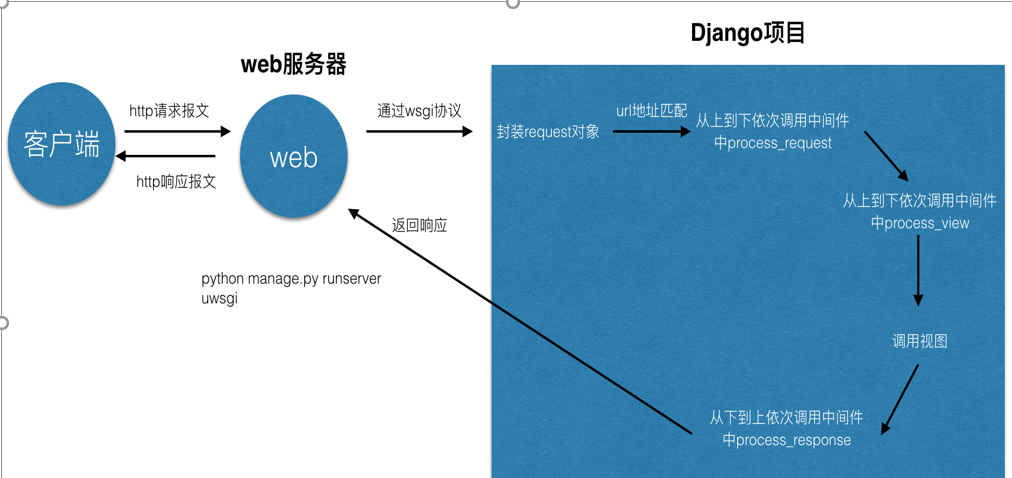 Django项目
web服务器
客户端
http请求报文
http响应报文
web
通过wsgi协议
封装request对象
url地址匹配
从上到下依次调用中间件
中process_request
从上到下依次调用中间件
中process_view
调用视图
从下到上依次调用中间件
中process_response
返回响应
python manage.py runserver
uwsgi